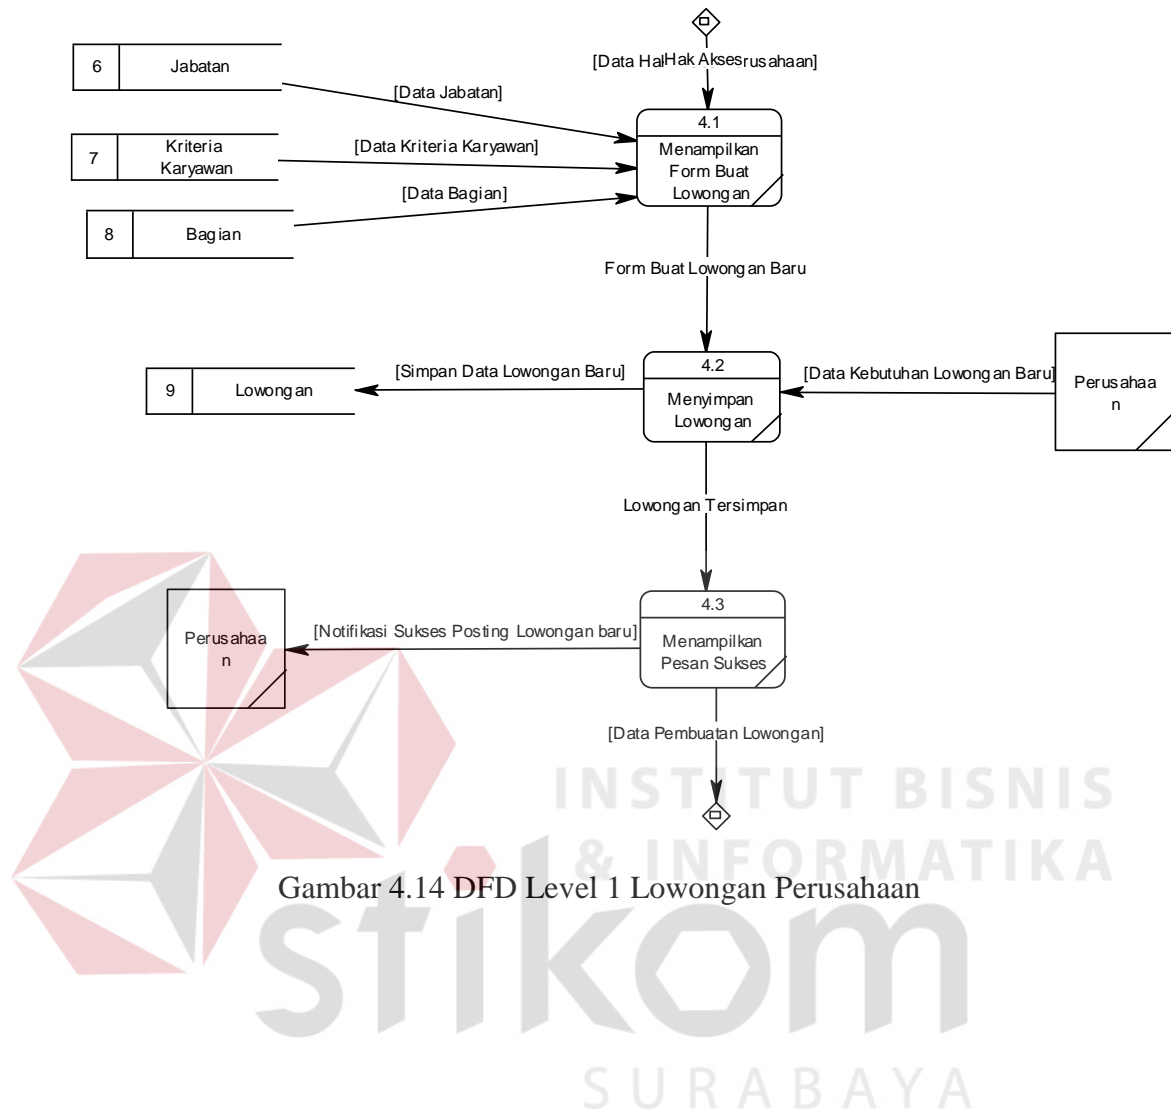 [Data Ha Hak Akses rusahaan]
6 Jabatan
[Data Jabatan]
4.1
Menampilkan
Form Buat
Lowongan
7 Kriteria
Karyawan
[Data Kriteria Karyawan]
[Data Bagian]
8 Bagian
Form Buat Lowongan Baru
4.2
Menyimpan
Lowongan
[Simpan Data Lowongan Baru]
9 Lowongan
[Data Kebutuhan Lowongan Baru]
Perusahaa
n
Lowongan Tersimpan
4.3
Menampilkan
Pesan Sukses
[Notifikasi Sukses Posting Lowongan baru]
Perusahaa
n
[Data Pembuatan Lowongan]
INSTITUT BISNIS
& INFORMATIKA
Gambar 4.14 DFD Level 1 Lowongan Perusahaan
stikom
SURABAYA